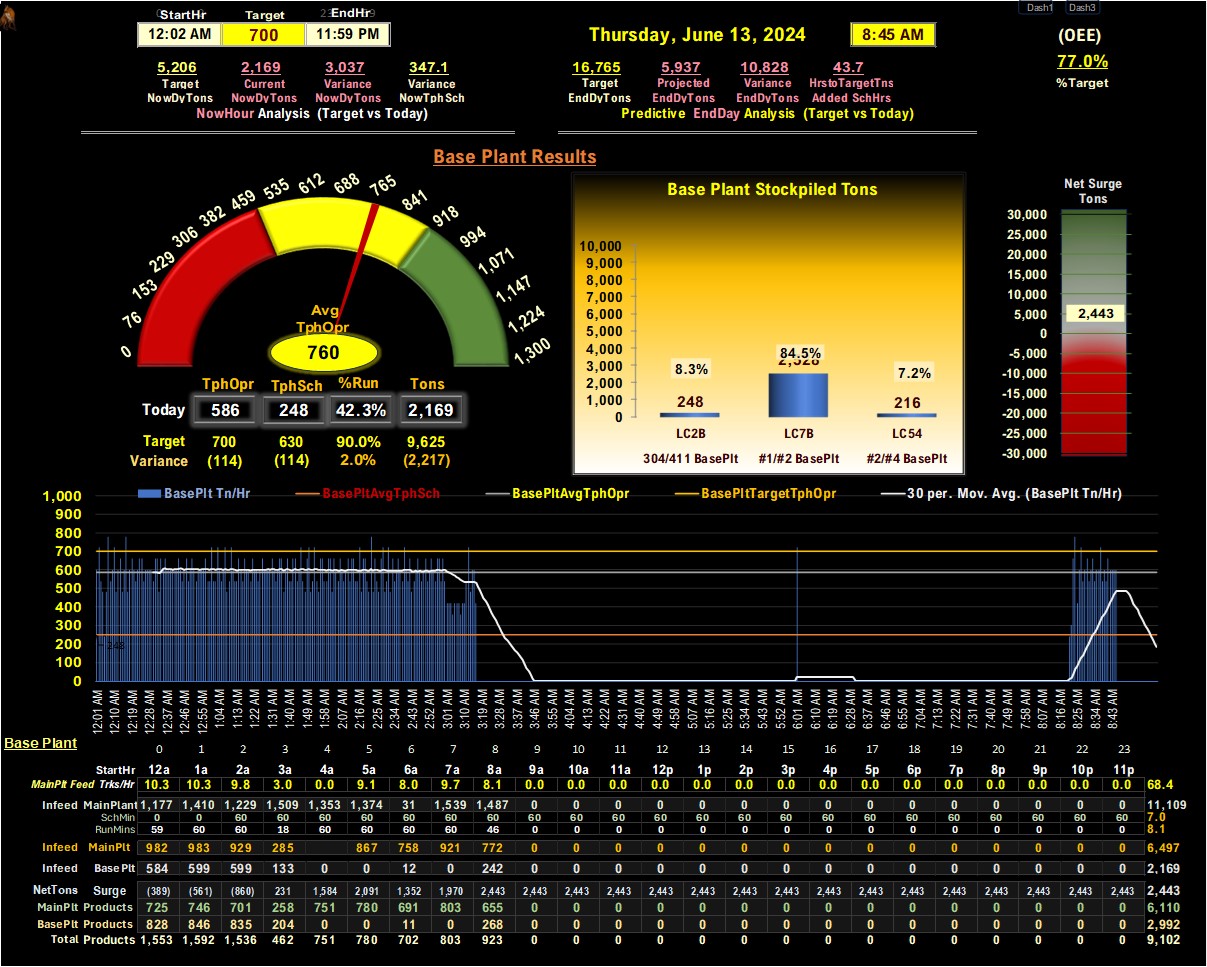 Dash1 Dash3
StartHr Target EndHr
12:02 AM 700 11:59 PM
Thursday, June 13, 2024 8:45 AM
(OEE)
77.0%
%Target
5,206 2,169 3,037 347.1
Target Current Variance Variance
NowDyTons NowDyTons NowDyTons NowTphSch
NowHour Analysis (Target vs Today)
16,765 5,937 10,828 43.7
Target Projected Variance HrstoTargetTns
EndDyTons EndDyTons EndDyTons Added SchHrs
Predictive EndDay Analysis (Target vs Today)
Base Plant Results
0 76 153 229 306 382 459 535 612 688 765 841 918 994 1,071 1,147 1,224 1,300
Avg
TphOpr
760
TphOpr TphSch %Run Tons
Today 586 248 42.3% 2,169
Target 700 630 90.0% 9,625
Variance (114) (114) 2.0% (2,217)
Base Plant Stockpiled Tons
10,000
9,000
8,000
7,000
6,000
5,000
4,000
3,000
2,000
1,000
0
8.3% 84.5% 7.2%
248 2,528 216
LC2B LC7B LC54
304/411 BasePlt #1/#2 BasePlt #2/#4 BasePlt
Net Surge
Tons
30,000
25,000
20,000
15,000
10,000
5,000
0
-5,000
-10,000
-15,000
-20,000
-25,000
-30,000
2,443
BasePlt Tn/Hr BasePltAvgTphSch BasePltAvgTphOpr BasePltTargetTphOpr 30 per. Mov. Avg. (BasePlt Tn/Hr)
1,000
900
800
700
600
500
400
300
200
100
0
248
12:01 AM 12:10 AM 12:19 AM 12:28 AM 12:37 AM 12:46 AM 12:55 AM 1:04 AM 1:13 AM 1:22 AM 1:31 AM 1:40 AM 1:49 AM 1:58 AM 2:07 AM 2:16 AM 2:25 AM 2:34 AM 2:43 AM 2:52 AM 3:01 AM 3:10 AM 3:19 AM 3:28 AM 3:37 AM 3:46 AM 3:55 AM 4:04 AM 4:13 AM 4:22 AM 4:31 AM 4:40 AM 4:49 AM 4:58 AM 5:07 AM 5:16 AM 5:25 AM 5:34 AM 5:43 AM 5:52 AM 6:01 AM 6:10 AM 6:19 AM 6:28 AM 6:37 AM 6:46 AM 6:55 AM 7:04 AM 7:13 AM 7:22 AM 7:31 AM 7:40 AM 7:49 AM 7:58 AM 8:07 AM 8:16 AM 8:25 AM 8:34 AM 8:43 AM
Base Plant 0 1 2 3 4 5 6 7 8 9 10 11 12 13 14 15 16 17 18 19 20 21 22 23
StartHr 12a 1a 2a 3a 4a 5a 6a 7a 8a 9a 10a 11a 12p 1p 2p 3p 4p 5p 6p 7p 8p 9p 10p 11p
MainPlt Feed Trks/Hr 10.3 10.3 9.8 3.0 0.0 9.1 8.0 9.7 8.1 0.0 0.0 0.0 0.0 0.0 0.0 0.0 0.0 0.0 0.0 0.0 0.0 0.0 0.0 0.0 68.4
Infeed MainPlant 1,177 1,410 1,229 1,509 1,353 1,374 31 1,539 1,487 0 0 0 0 0 0 0 0 0 0 0 0 0 0 0 11,109
SchMin 0 0 60 60 60 60 60 60 60 60 60 60 60 60 60 60 60 60 60 60 60 60 60 60 7.0
RunMins 59 60 60 18 60 60 60 60 46 0 0 0 0 0 0 0 0 0 0 0 0 0 0 0 8.1
Infeed MainPlt 982 983 929 285 867 758 921 772 0 0 0 0 0 0 0 0 0 0 0 0 0 0 0 6,497
Infeed BasePlt 584 599 599 133 0 0 12 0 242 0 0 0 0 0 0 0 0 0 0 0 0 0 0 0 2,169
NetTons Surge (389) (561) (860) 231 1,584 2,091 1,352 1,970 2,443 2,443 2,443 2,443 2,443 2,443 2,443 2,443 2,443 2,443 2,443 2,443 2,443 2,443 2,443 2,443 2,443
MainPlt Products 725 746 701 258 751 780 691 803 655 0 0 0 0 0 0 0 0 0 0 0 0 0 0 0 6,110
BasePlt Products 828 846 835 204 0 0 11 0 268 0 0 0 0 0 0 0 0 0 0 0 0 0 0 0 2,992
Total Products 1,553 1,592 1,536 462 751 780 702 803 923 0 0 0 0 0 0 0 0 0 0 0 0 0 0 0 9,102